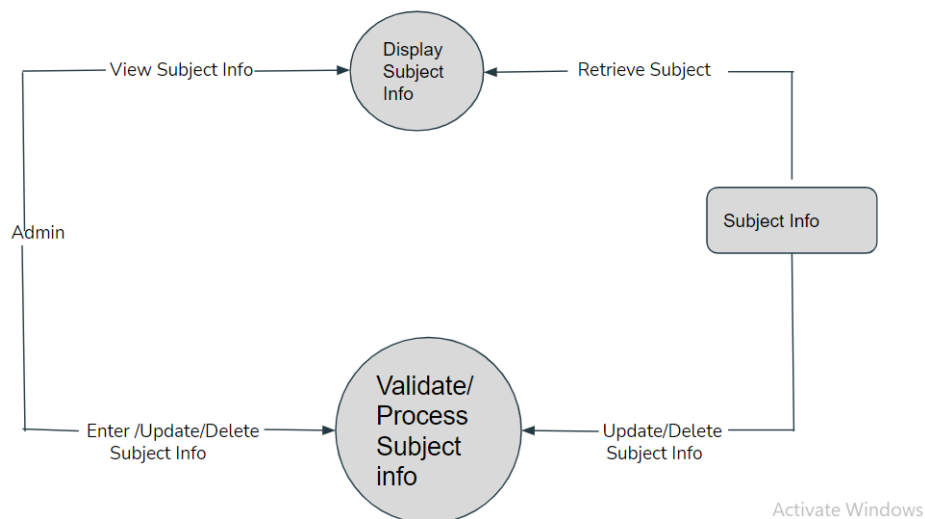 Display
Subject
Info
View Subject Info
Retrieve Subject
Admin
Subject Info
Validate/
Process
Subject
info
Enter /Update/Delete
Subject Info
Update/Delete
Subject Info
Activate Windows